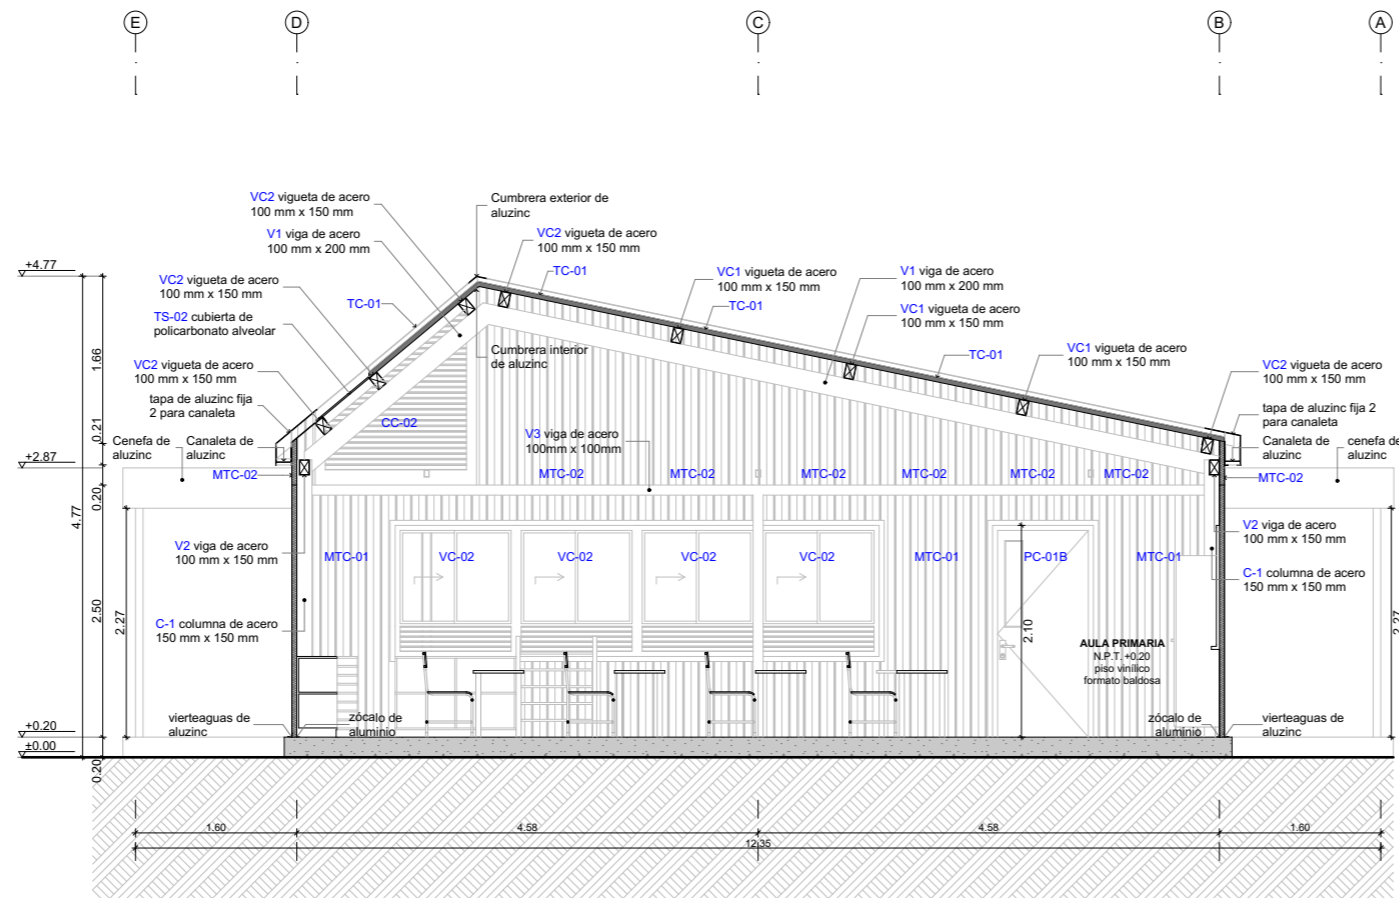 E
D
C
B
A
VC2 vigueta de acero
100 mm x 150 mm
V1 viga de acero
100 mm x 200 mm
VC2 vigueta de acero
100 mm x 150 mm
TC-01
TS-02 cubierta de
policarbonato alveolar
VC2 vigueta de acero
100 mm x 150 mm
tapa de aluzinc fija
2 para canaleta
Cenefa de
aluzinc
Canaleta de
aluzinc
MTC-02
Cumbrera exterior de
aluzinc
VC2 vigueta de acero
100 mm x 150 mm
TC-01
VC1 vigueta de acero
100 mm x 150 mm
TC-01
V1 viga de acero
100 mm x 200 mm
VC1 vigueta de acero
100 mm x 150 mm
TC-01
VC1 vigueta de acero
100 mm x 150 mm
VC2 vigueta de acero
100 mm x 150 mm
tapa de aluzinc fija 2
para canaleta
Canaleta de
aluzinc
cenefa de
aluzinc
MTC-02
Cumbrera interior
de aluzinc
CC-02
V3 viga de acero
100mm x 100mm
MTC-02
MTC-02
MTC-02
MTC-02
MTC-02
MTC-02
V2 viga de acero
100 mm x 150 mm
C-1 columna de acero
150 mm x 150 mm
MTC-01
VC-02
VC-02
VC-02
VC-02
MTC-01
PC-01B
MTC-01
V2 viga de acero
100 mm x 150 mm
C-1 columna de acero
150 mm x 150 mm
2.10
AULA PRIMARIA
N.P.T. +0.20
piso vinílico
formato baldosa
vierteaguas de
aluzinc
zócalo de
aluminio
zócalo de
aluminio
vierteaguas de
aluzinc
+4.77
+2.87
+0.20
±0.00
4.77
1.66
0.21
0.20
2.50
0.20
2.27
2.27
1.60
4.58
4.58
1.60
12.35